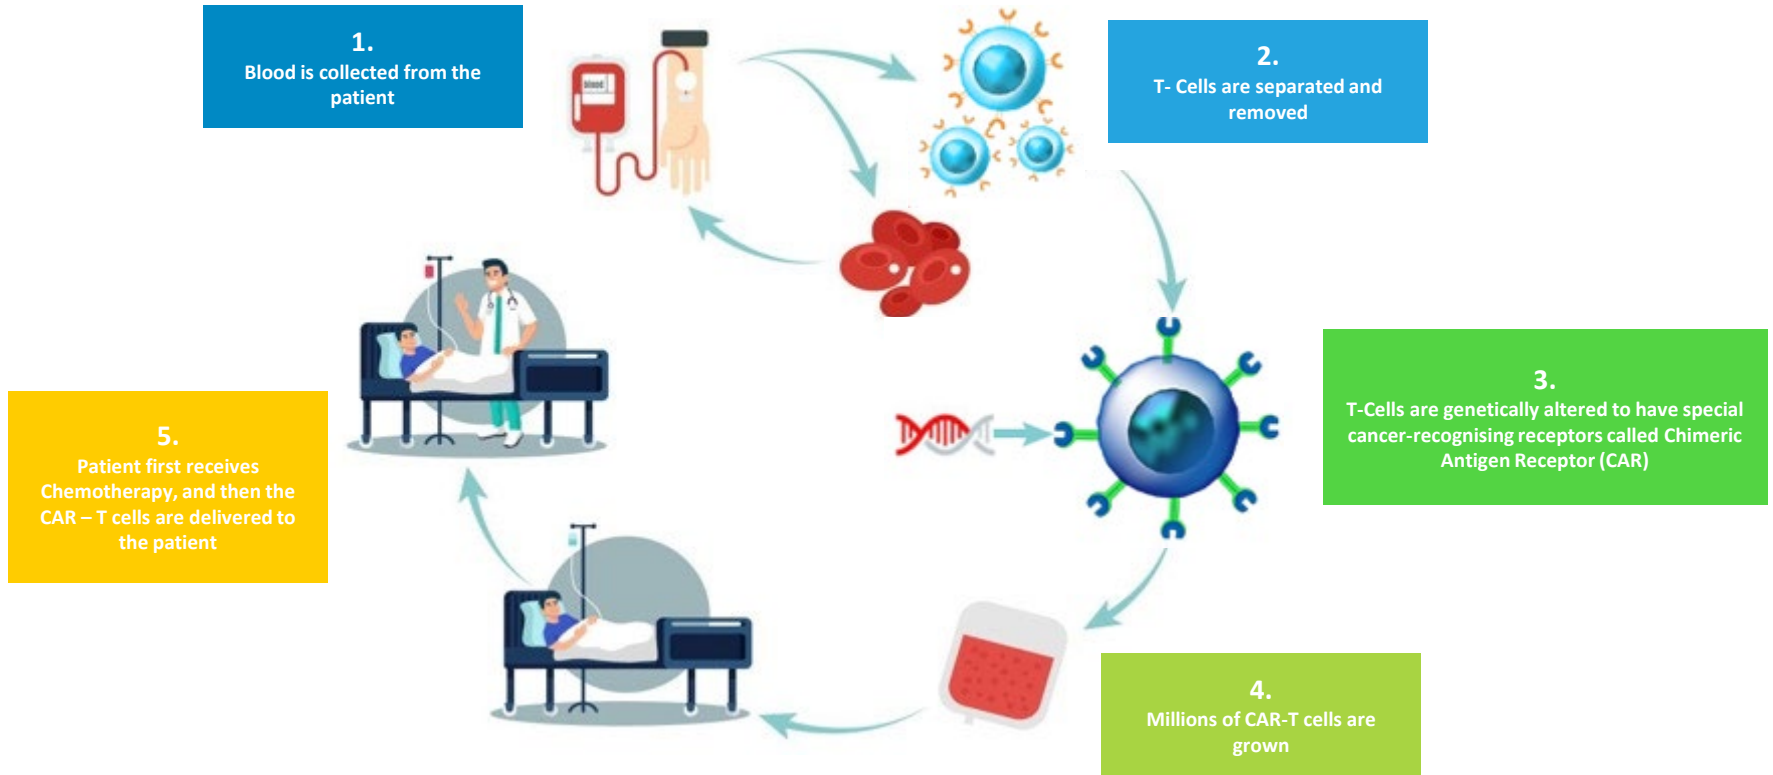 1.
Blood is collected from the
patient
blood
2.
T- Cells are separated and
removed
3.
T-Cells are genetically altered to have special
cancer-recognising receptors called Chimeric
Antigen Receptor (CAR)
4.
Millions of CAR-T cells are
grown
5.
Patient first receives
Chemotherapy, and then the
CAR – T cells are delivered to
the patient